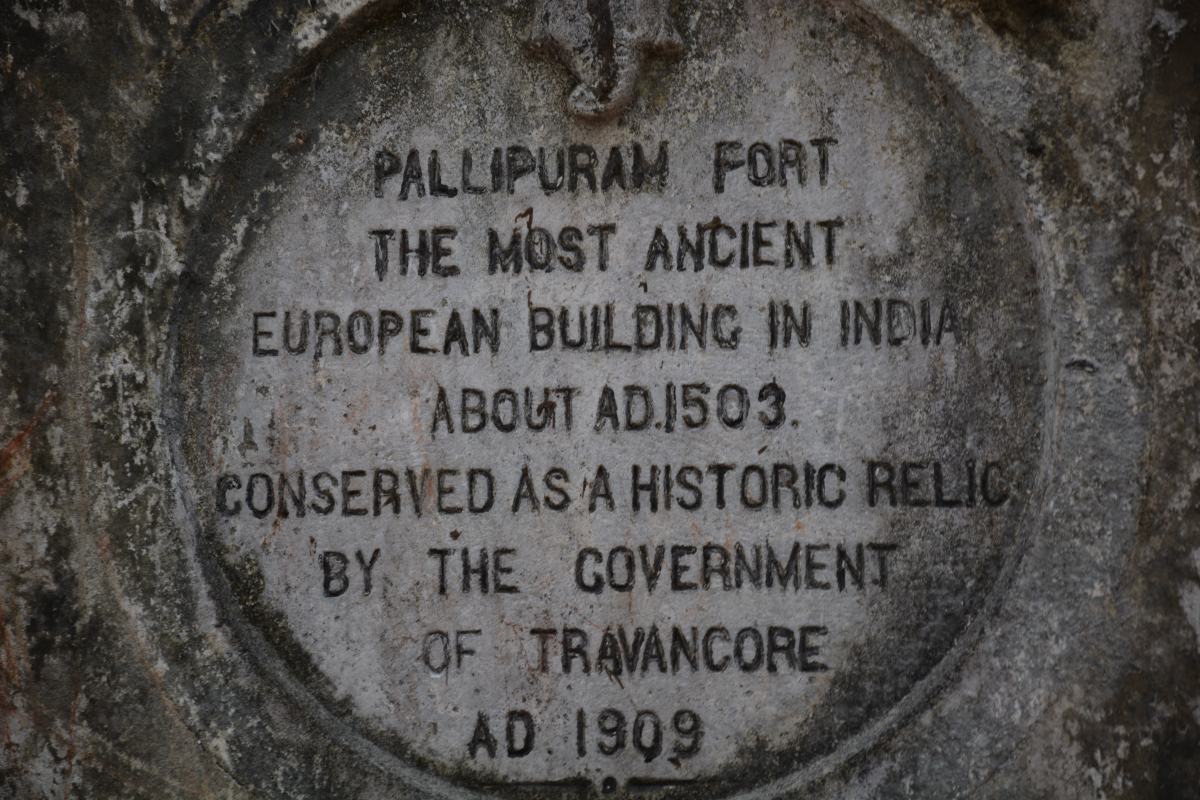 PALLIPURAM FORT
THE MOST ANCIENT
EUROPEAN BUILDING IN INDIA
ABOUT AD.1503.
CONSERVED AS A HISTORIC RELIC
BY THE GOVERNMENT
OF TRAVANCORE
AD. 1909